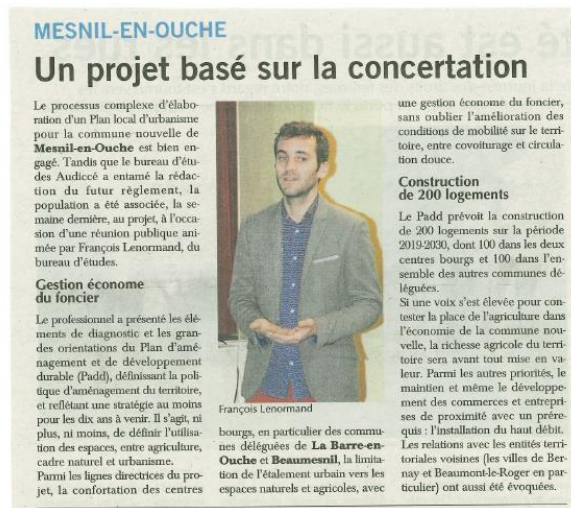 MESNIL-EN-OUCHE
Un projet basé sur la concertation
Le processus complexe d'élabo-
ration d'un Plan local d'urbanisme
pour la commune nouvelle de
Mesnil-en-Ouche est bien en-
gagé. Tandis que le bureau d'étu-
des Audiccé a entamé la rédac-
tion du futur règlement, la
population a été associée, la se-
maine dernière, au projet, à l'occa-
sion d'une réunion publique ani-
mée par François Lenormand, du
bureau d'études.
Gestion économe
du foncier
Le professionnel a présenté les élé-
ments de diagnostic et les gran-
des orientations du Plan d'amé-
nagement et de développement
durable (Padd), définissant la poli-
tique d'aménagement du territoire,
et reflétant une stratégie au moins
pour les dix ans à venir. Il s'agit, ni
plus, ni moins, de définir l'utilisa-
tion des espaces, entre agriculture,
cadre naturel et urbanisme.
Parmi les lignes directrices du pro-
jet, la confortation des centres
François Lenormand
bourgs, en particulier des commu-
nes déléguées de La Barre-en-
Ouche et Beaumesnil, la limita-
tion de l'étalement urbain vers les
espaces naturels et agricoles, avec
une gestion économe du foncier,
sans oublier l'amélioration des
conditions de mobilité sur le terri-
toire, entre covoiturage et circula-
tion douce.
Construction
de 200 logements
Le Padd prévoit la construction
de 200 logements sur la période
2019-2030, dont 100 dans les deux
centres bourgs et 100 dans l'en-
semble des autres communes dé-
léguées.
Si une voix s'est élevée pour con-
tester la place de l'agriculture dans
l'économie de la commune nou-
velle, la richesse agricole du terri-
toire sera avant tout mise en va-
leur. Parmi les autres priorités, le
maintien et même le développe-
ment des commerces et entrepri-
ses de proximité avec un prére-
quis : l'installation du haut débit.
Les relations avec les entités terri-
toriales voisines (les villes de Ber-
nay et Beaumont-le-Roger en par-
ticulier) ont aussi été évoquées.